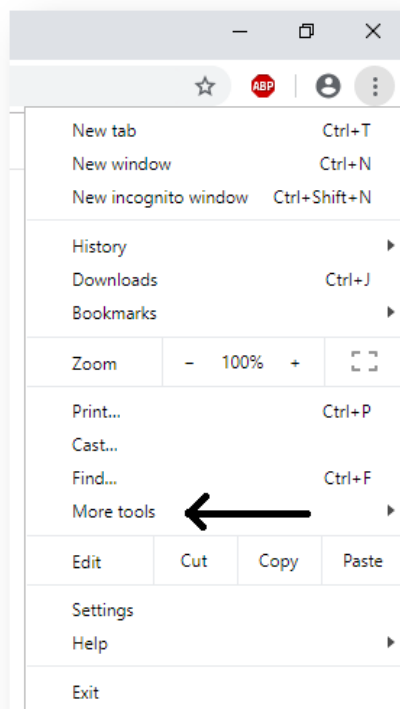 ABP
New tab Ctrl+T
New window Ctrl+N
New incognito window Ctrl+Shift+N
History
Downloads Ctrl+J
Bookmarks
Zoom - 100% +
Print... Ctrl+P
Cast...
Find... Ctrl+F
More tools
Edit Cut Copy Paste
Settings
Help
Exit